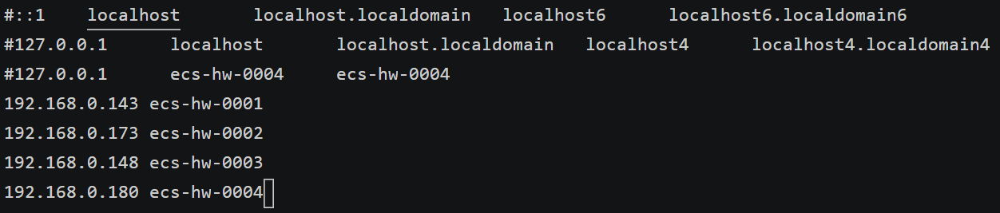 #::1    localhost       localhost.localdomain   localhost6      localhost6.localdomain6
#127.0.0.1      localhost       localhost.localdomain   localhost4      localhost4.localdomain4
#127.0.0.1      ecs-hw-0004     ecs-hw-0004
192.168.0.143 ecs-hw-0001
192.168.0.173 ecs-hw-0002
192.168.0.148 ecs-hw-0003
192.168.0.180 ecs-hw-0004